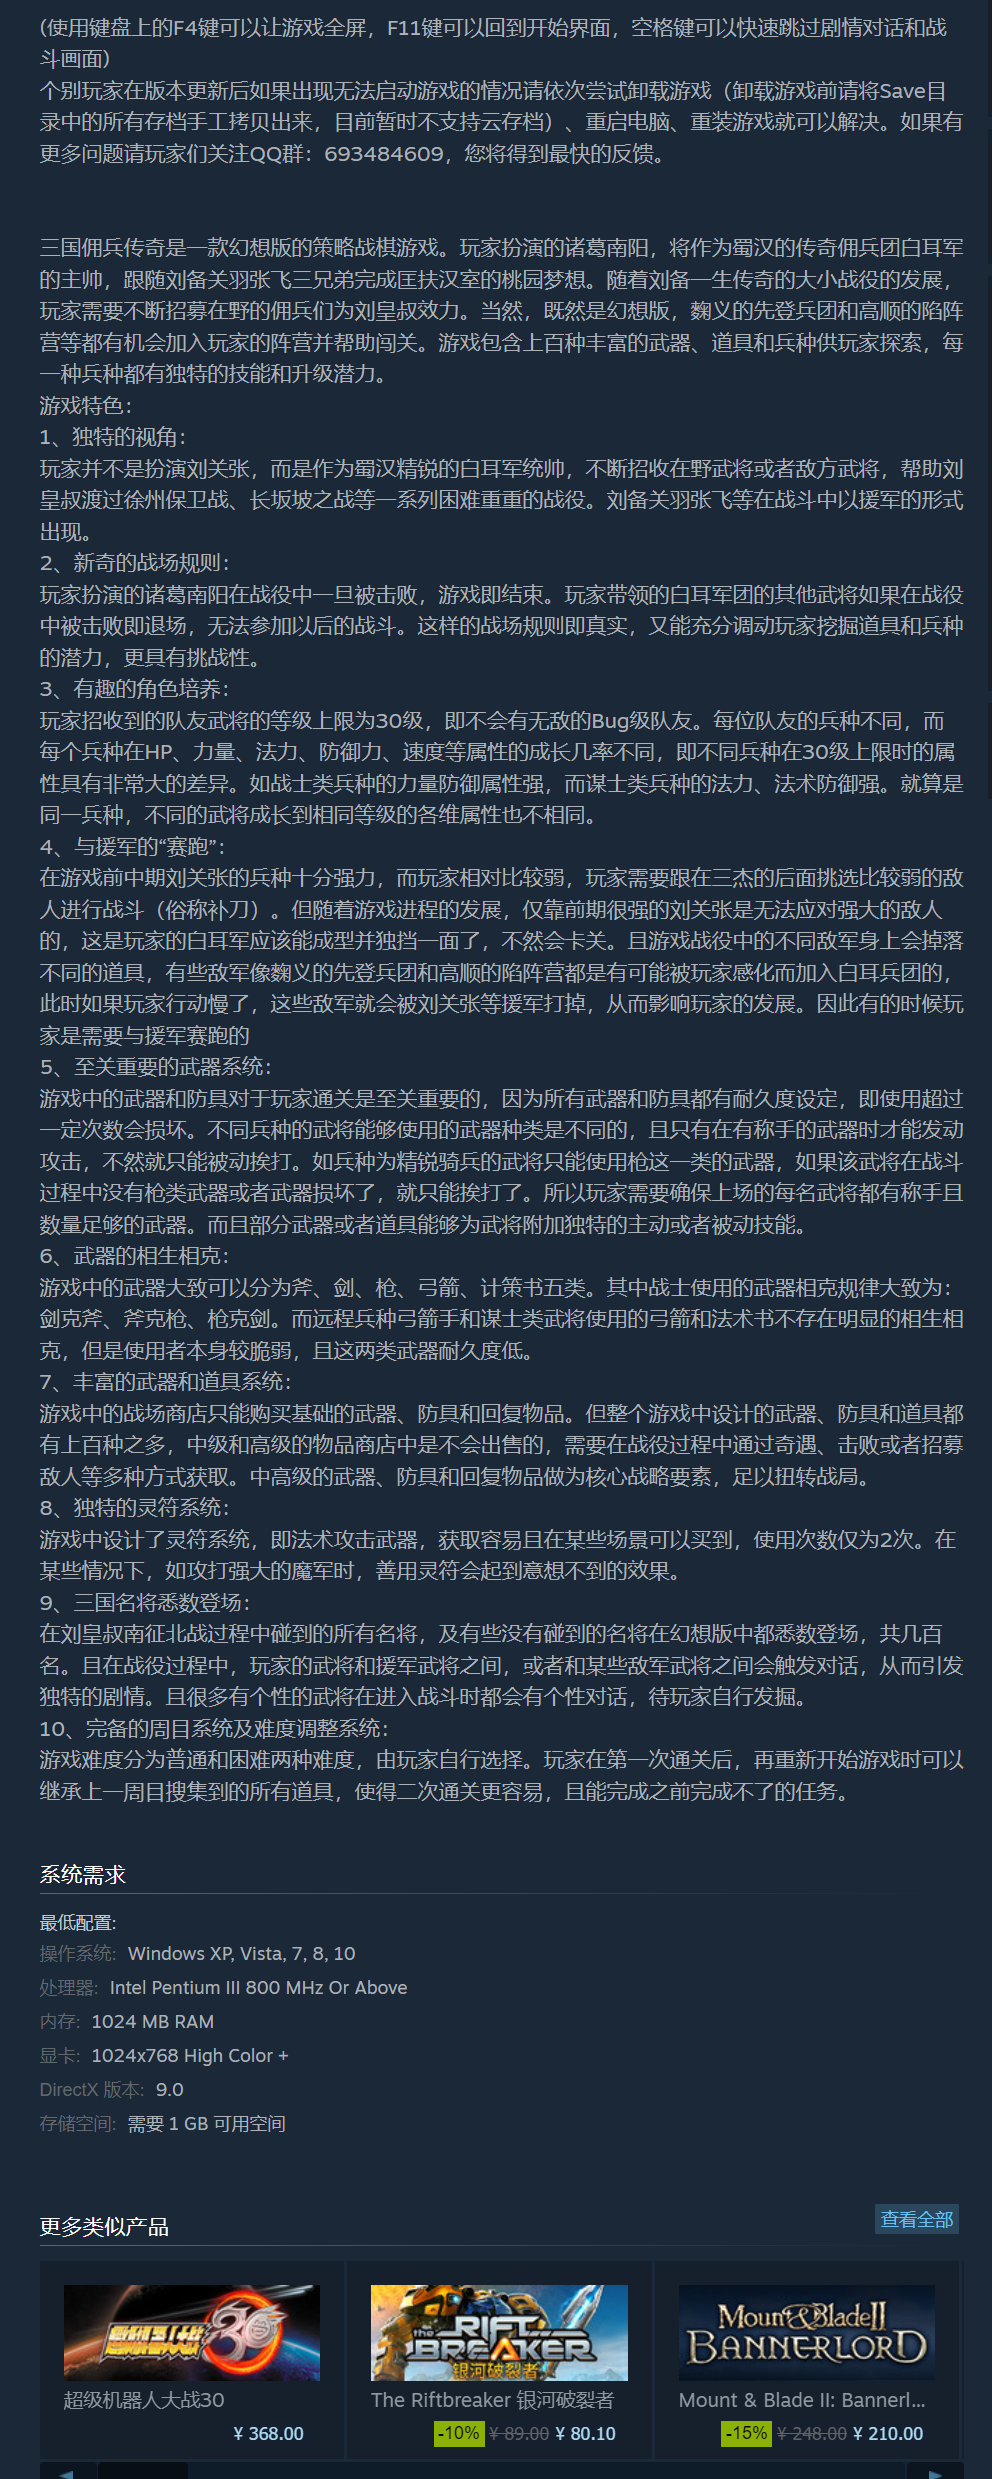 (使用键盘上的F4键可以让游戏全屏，F11键可以回到开始界面，空格键可以快速跳过剧情对话和战
斗画面)
个别玩家在版本更新后如果出现无法启动游戏的情况请依次尝试卸载游戏（卸载游戏前请将Save目
录中的所有存档手工拷贝出来，目前暂时不支持云存档）、重启电脑、重装游戏就可以解决。如果有
更多问题请玩家们关注QQ群：693484609，您将得到最快的反馈。
三国佣兵传奇是一款幻想版的策略战棋游戏。玩家扮演的诸葛南阳，将作为蜀汉的传奇佣兵团白耳军
的主帅，跟随刘备关羽张飞三兄弟完成匡扶汉室的桃园梦想。随着刘备一生传奇的大小战役的发展，
玩家需要不断招募在野的佣兵们为刘皇叔效力。当然，既然是幻想版，麴义的先登兵团和高顺的陷阵
营等都有机会加入玩家的阵营并帮助闯关。游戏包含上百种丰富的武器、道具和兵种供玩家探索，每
一种兵种都有独特的技能和升级潜力。
游戏特色：
1、独特的视角：
玩家并不是扮演刘关张，而是作为蜀汉精锐的白耳军统帅，不断招收在野武将或者敌方武将，帮助刘
皇叔渡过徐州保卫战、长坂坡之战等一系列困难重重的战役。刘备关羽张飞等在战斗中以援军的形式
出现。
2、新奇的战场规则：
玩家扮演的诸葛南阳在战役中一旦被击败，游戏即结束。玩家带领的白耳军团的其他武将如果在战役
中被击败即退场，无法参加以后的战斗。这样的战场规则即真实，又能充分调动玩家挖掘道具和兵种
的潜力，更具有挑战性。
3、有趣的角色培养：
玩家招收到的队友武将的等级上限为30级，即不会有无敌的Bug级队友。每位队友的兵种不同，而
每个兵种在HP、力量、法力、防御力、速度等属性的成长几率不同，即不同兵种在30级上限时的属
性具有非常大的差异。如战士类兵种的力量防御属性强，而谋士类兵种的法力、法术防御强。就算是
同一兵种，不同的武将成长到相同等级的各维属性也不相同。
4、与援军的“赛跑”：
在游戏前中期刘关张的兵种十分强力，而玩家相对比较弱，玩家需要跟在三杰的后面挑选比较弱的敌
人进行战斗（俗称补刀）。但随着游戏进程的发展，仅靠前期很强的刘关张是无法应对强大的敌人
的，这是玩家的白耳军应该能成型并独挡一面了，不然会卡关。且游戏战役中的不同敌军身上会掉落
不同的道具，有些敌军像麴义的先登兵团和高顺的陷阵营都是有可能被玩家感化而加入白耳兵团的，
此时如果玩家行动慢了，这些敌军就会被刘关张等援军打掉，从而影响玩家的发展。因此有的时候玩
家是需要与援军赛跑的
5、至关重要的武器系统：
游戏中的武器和防具对于玩家通关是至关重要的，因为所有武器和防具都有耐久度设定，即使用超过
一定次数会损坏。不同兵种的武将能够使用的武器种类是不同的，且只有在有称手的武器时才能发动
攻击，不然就只能被动挨打。如兵种为精锐骑兵的武将只能使用枪这一类的武器，如果该武将在战斗
过程中没有枪类武器或者武器损坏了，就只能挨打了。所以玩家需要确保上场的每名武将都有称手且
数量足够的武器。而且部分武器或者道具能够为武将附加独特的主动或者被动技能。
6、武器的相生相克：
游戏中的武器大致可以分为斧、剑、枪、弓箭、计策书五类。其中战士使用的武器相克规律大致为：
剑克斧、斧克枪、枪克剑。而远程兵种弓箭手和谋士类武将使用的弓箭和法术书不存在明显的相生相
克，但是使用者本身较脆弱，且这两类武器耐久度低。
7、丰富的武器和道具系统：
游戏中的战场商店只能购买基础的武器、防具和回复物品。但整个游戏中设计的武器、防具和道具都
有上百种之多，中级和高级的物品商店中是不会出售的，需要在战役过程中通过奇遇、击败或者招募
敌人等多种方式获取。中高级的武器、防具和回复物品做为核心战略要素，足以扭转战局。
8、独特的灵符系统：
游戏中设计了灵符系统，即法术攻击武器，获取容易且在某些场景可以买到，使用次数仅为2次。在
某些情况下，如攻打强大的魔军时，善用灵符会起到意想不到的效果。
9、三国名将悉数登场：
在刘皇叔南征北战过程中碰到的所有名将，及有些没有碰到的名将在幻想版中都悉数登场，共几百
名。且在战役过程中，玩家的武将和援军武将之间，或者和某些敌军武将之间会触发对话，从而引发
独特的剧情。且很多有个性的武将在进入战斗时都会有个性对话，待玩家自行发掘。
10、完备的周目系统及难度调整系统：
游戏难度分为普通和困难两种难度，由玩家自行选择。玩家在第一次通关后，再重新开始游戏时可以
继承上一周目搜集到的所有道具，使得二次通关更容易，且能完成之前完成不了的任务。
系统需求
最低配置:
操作系统: Windows XP, Vista, 7, 8, 10
处理器: Intel Pentium III 800 MHz Or Above
内存: 1024 MB RAM
显卡: 1024x768 High Color +
DirectX 版本: 9.0
存储空间: 需要 1 GB 可用空间
更多类似产品
查看全部
超级机器人大战30
the RIFT BREAKER 银河破裂者
Mount&Blade II BANNERLORD
超级机器人大战30
The Riftbreaker 银河破裂者
Mount & Blade II: Bannerl...
¥ 368.00
-10% ¥ 89.00 ¥ 80.10
-15% ¥ 248.00 ¥ 210.00